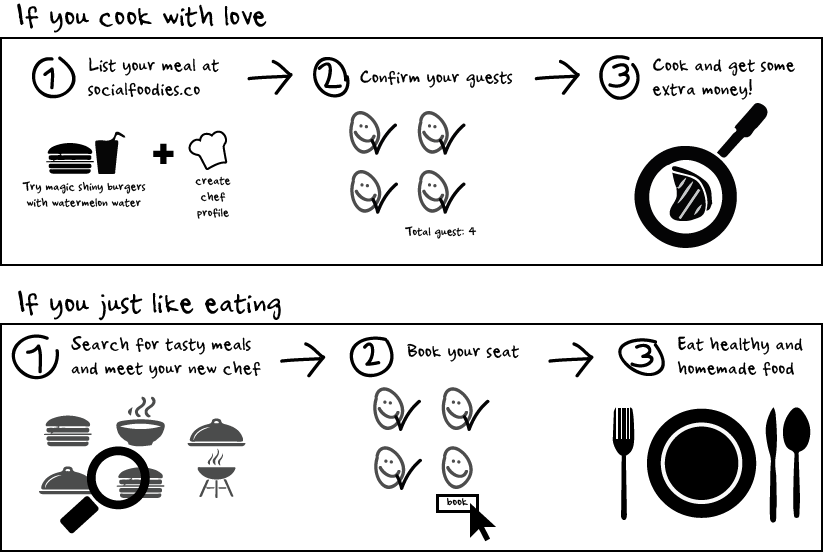 If you cook with love
1 List your meal at
socialfoodies.co
2 Confirm your guests
3 Cook and get some
extra money!
Try magic shiny burgers
with watermelon water
+
create
chef
profile
Total guest: 4
If you just like eating
1 Search for tasty meals
and meet your new chef
2 Book your seat
3 Eat healthy and
homemade food
book